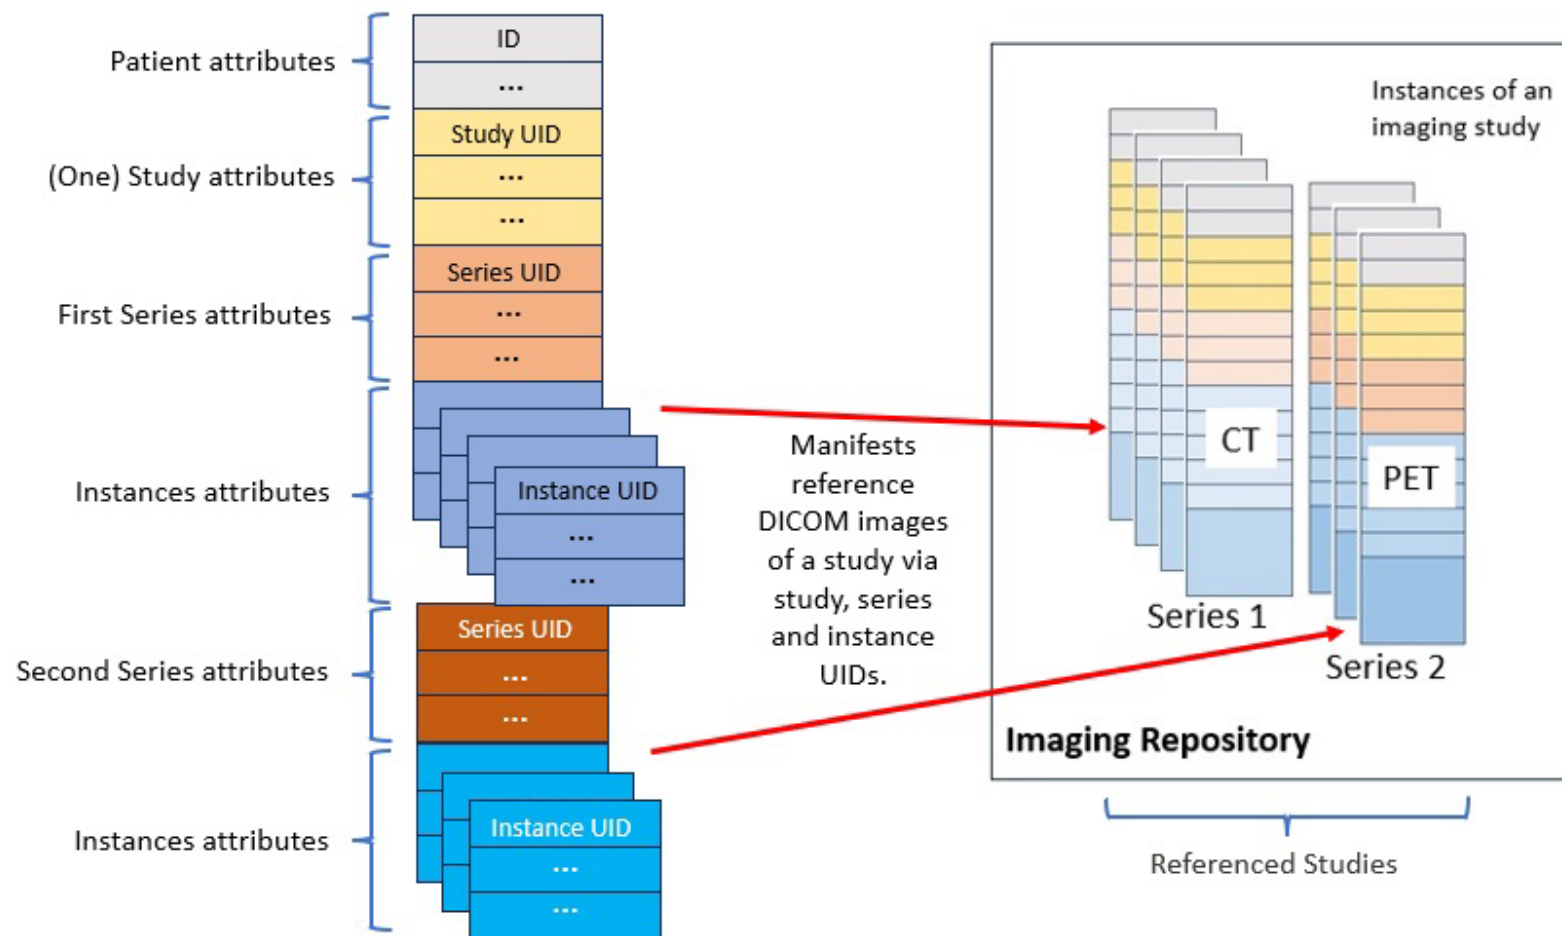 Patient attributes
ID
...
(One) Study attributes
Study UID
...
...
First Series attributes
Series UID
...
...
Instances attributes
Instance UID
...
...
Second Series attributes
Series UID
...
...
Instances attributes
Instance UID
...
...
Manifests
reference
DICOM images
of a study via
study, series
and instance
UIDs.
Instances of an
imaging study
CT
PET
Series 1
Series 2
Imaging Repository
Referenced Studies